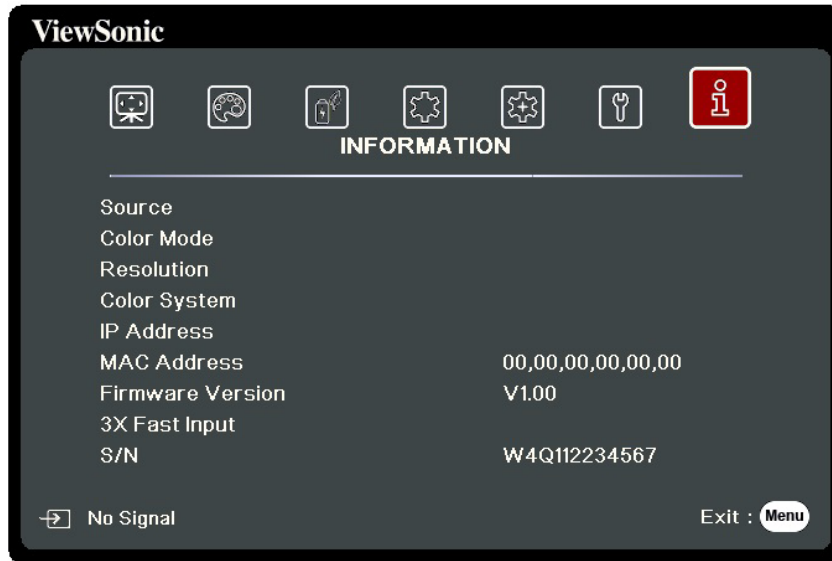 ViewSonic
INFORMATION
Source
Color Mode
Resolution
Color System
IP Address
MAC Address 00,00,00,00,00,00
Firmware Version V1.00
3X Fast Input
S/N W4Q112234567
No Signal Exit : Menu